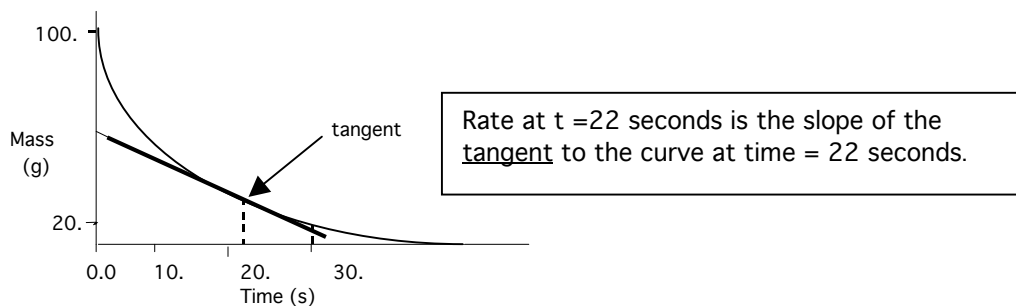 100.
tangent
Mass
(g)
20.
0.0 10. 20. 30.
Time (s)
Rate at t =22 seconds is the slope of the
tangent to the curve at time = 22 seconds.